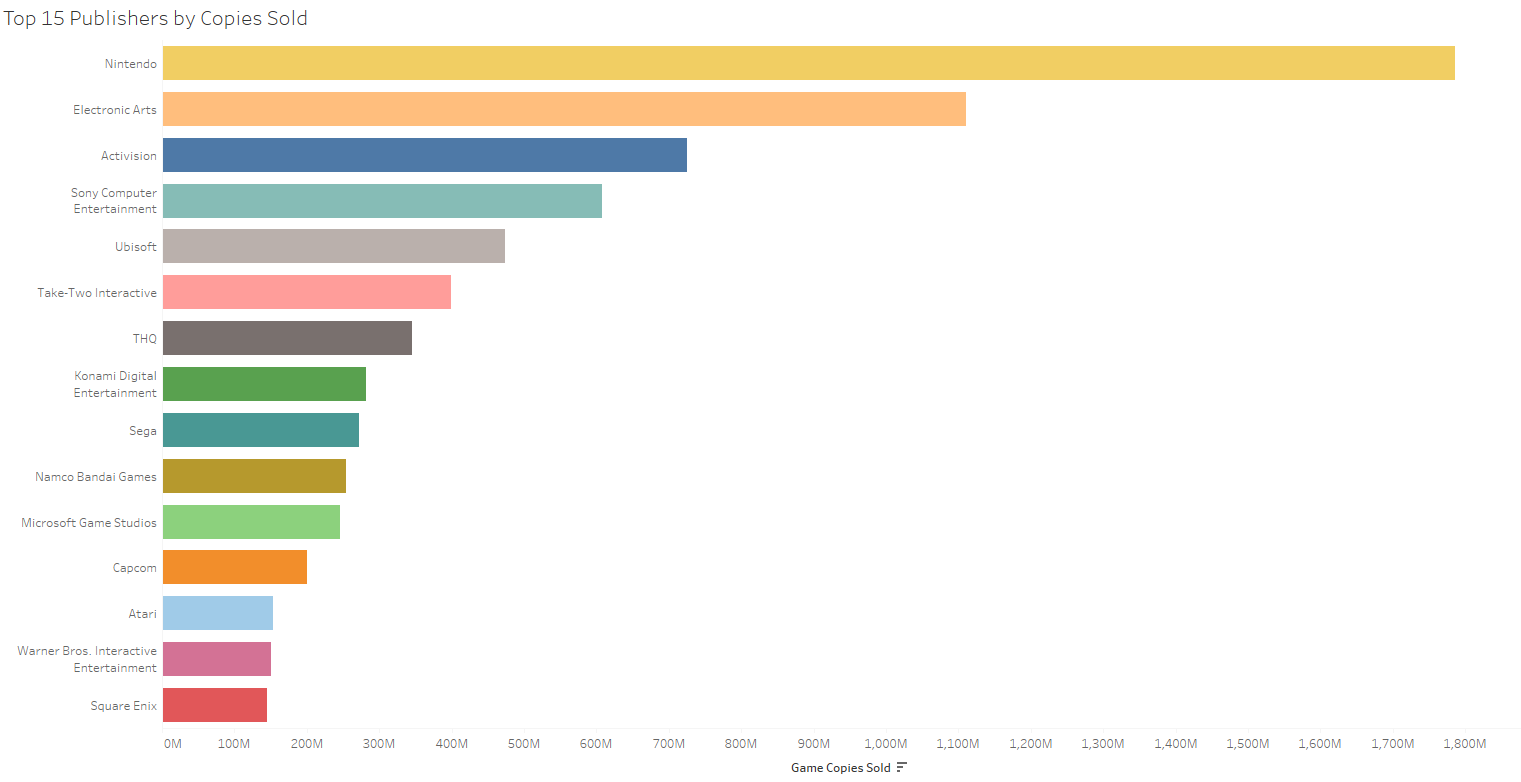 Top 15 Publishers by Copies Sold
Nintendo
Electronic Arts
Activision
Sony Computer
Entertainment
Ubisoft
Take-Two Interactive
THQ
Konami Digital
Entertainment
Sega
Namco Bandai Games
Microsoft Game Studios
Capcom
Atari
Warner Bros. Interactive
Entertainment
Square Enix
0M 100M 200M 300M 400M 500M 600M 700M 800M 900M 1,000M 1,100M 1,200M 1,300M 1,400M 1,500M 1,600M 1,700M 1,800M
Game Copies Sold